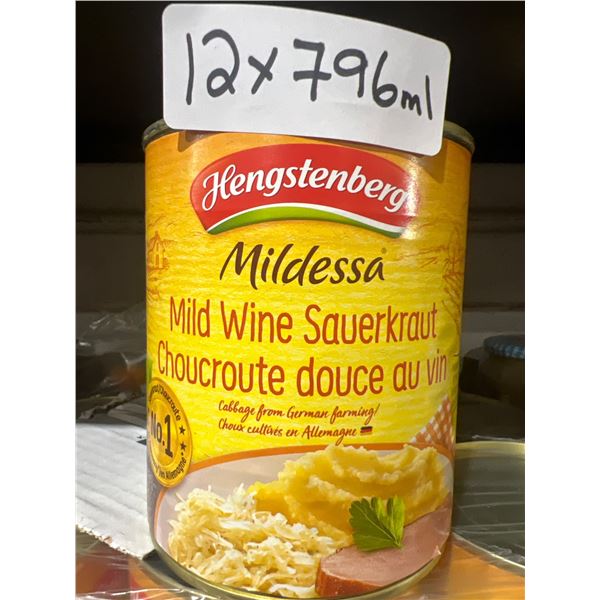 12x796ml
Hengstenberg
Mildessa
Mild Wine Sauerkraut
Choucroute douce au vin
Cabbage from German farming!
Choux cultivés en Allemagne
No.1